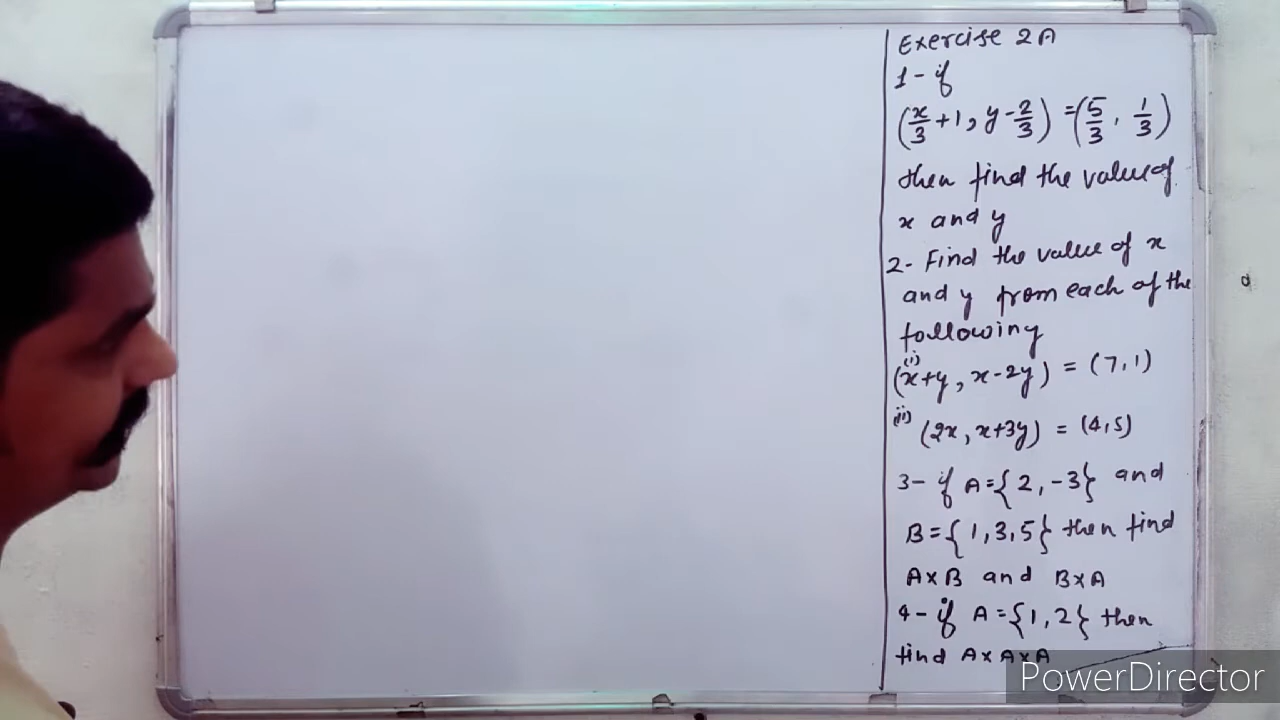 Exercise 2A
1- if
(x/3 +1, y-2/3) = (5/3, 1/3)
then find the value of
x and y
2- Find the value of x
and y from each of the
following
(i)
(x+y, x-2y) = (7,1)
(ii) (2x, x+3y) = (4,5)
3- if A={2,-3} and
B={1,3,5} then find
A×B and B×A
4- if A={1,2} then
find A×A×A
PowerDirector